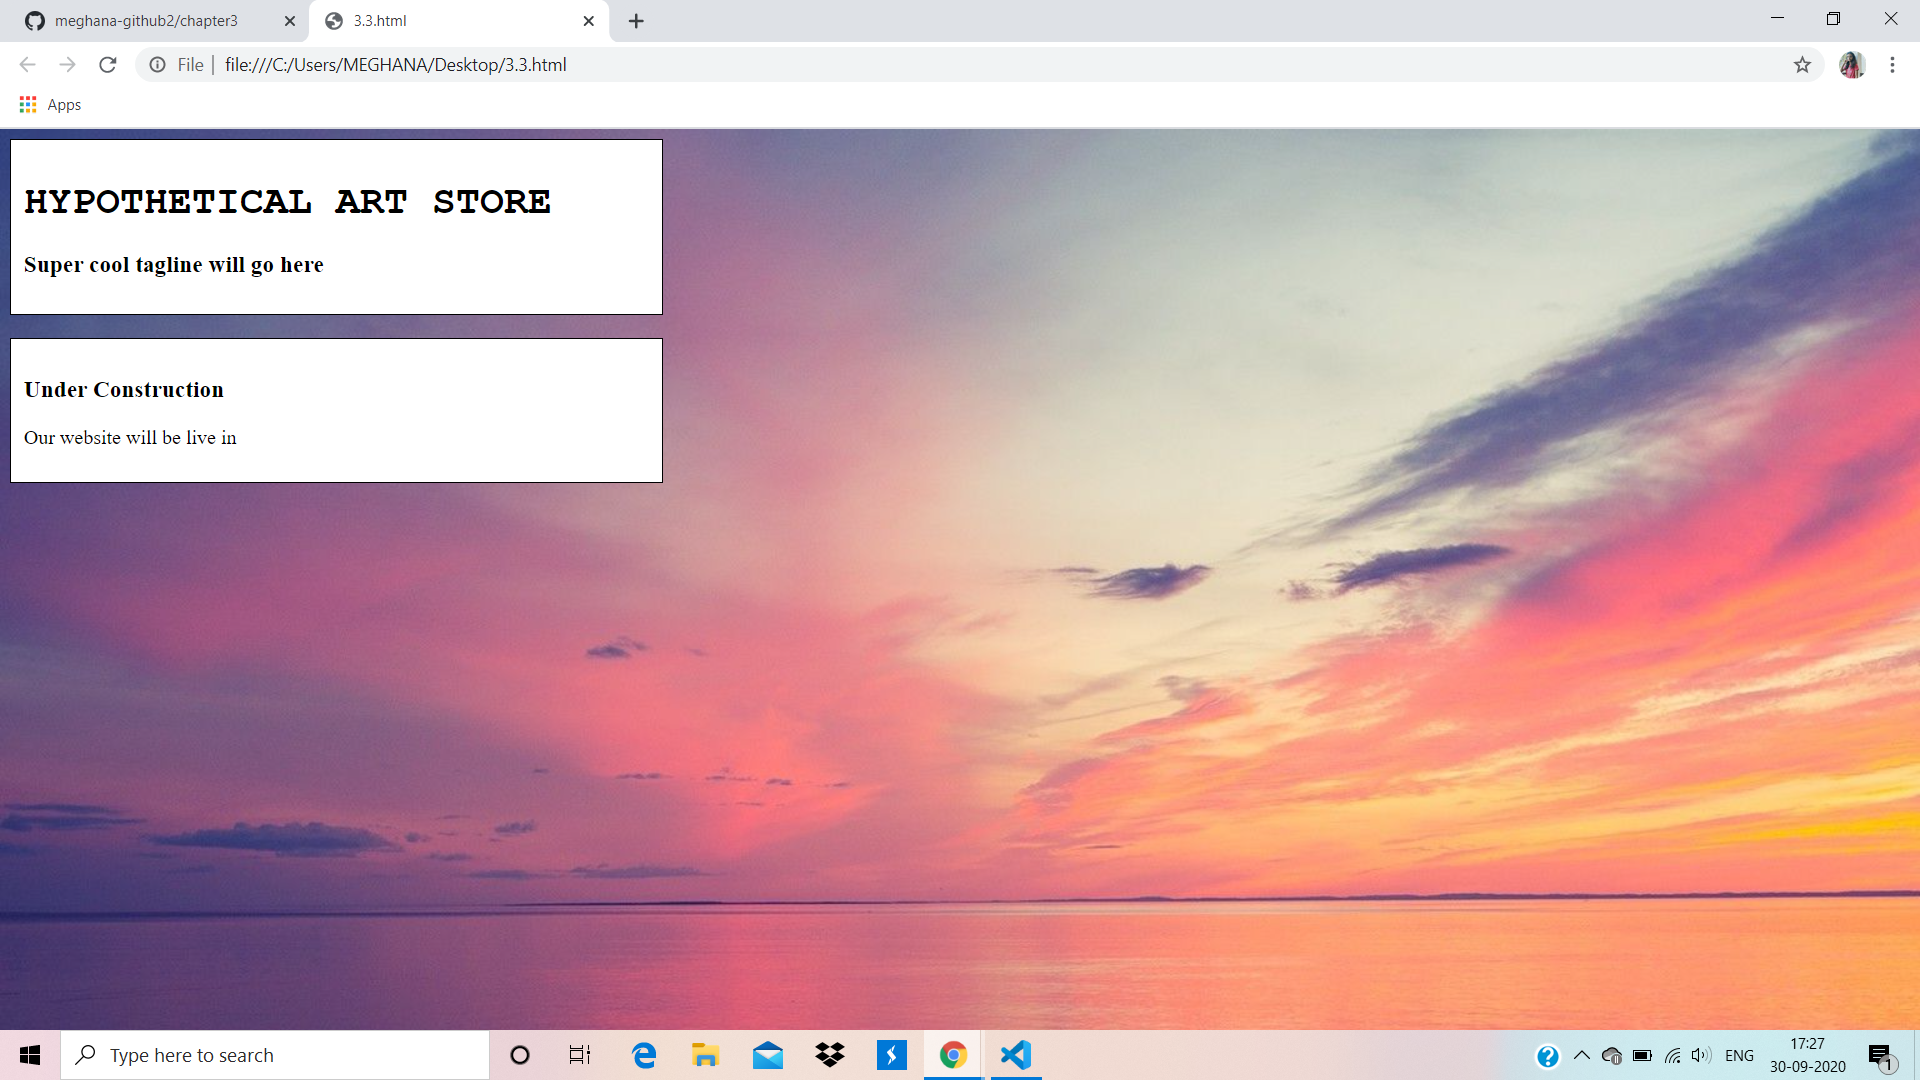 meghana-github2/chapter3
3.3.html
File
file:///C:/Users/MEGHANA/Desktop/3.3.html
Apps
HYPOTHETICAL ART STORE
Super cool tagline will go here
Under Construction
Our website will be live in
Type here to search
ENG
17:27
30-09-2020
1